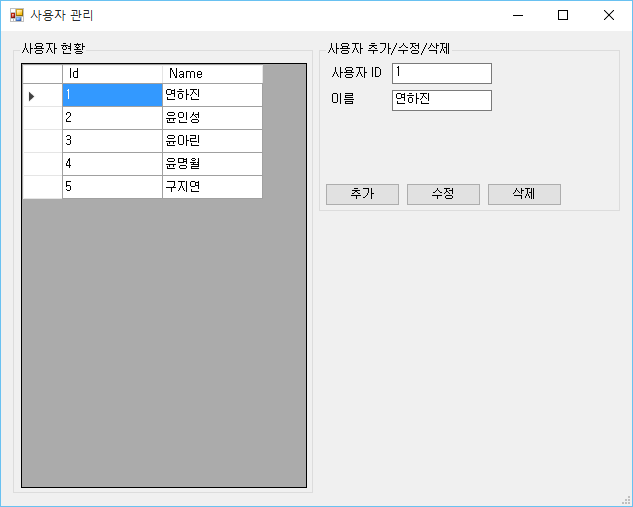 사용자 관리
사용자 현황
Id Name
1 연하진
2 윤인성
3 윤아린
4 윤명월
5 구지연
사용자 추가/수정/삭제
사용자 ID 1
이름 연하진
추가 수정 삭제